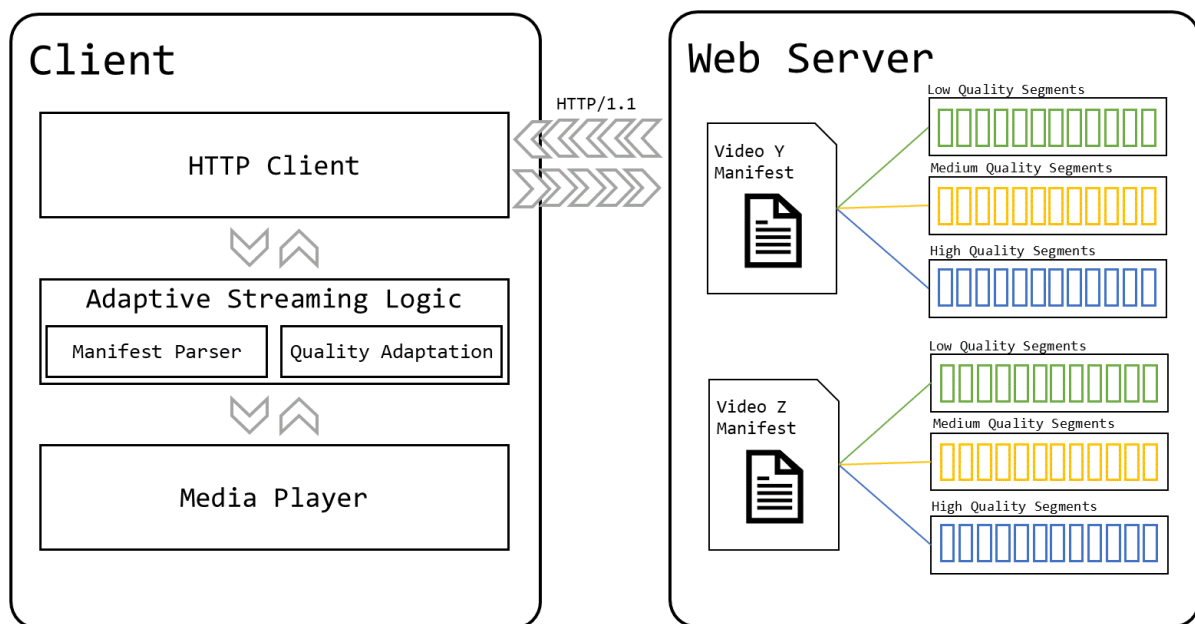 Client
HTTP Client
Adaptive Streaming Logic
Manifest Parser
Quality Adaptation
Media Player
HTTP/1.1
Web Server
Video Y
Manifest
Low Quality Segments
Medium Quality Segments
High Quality Segments
Video Z
Manifest
Low Quality Segments
Medium Quality Segments
High Quality Segments